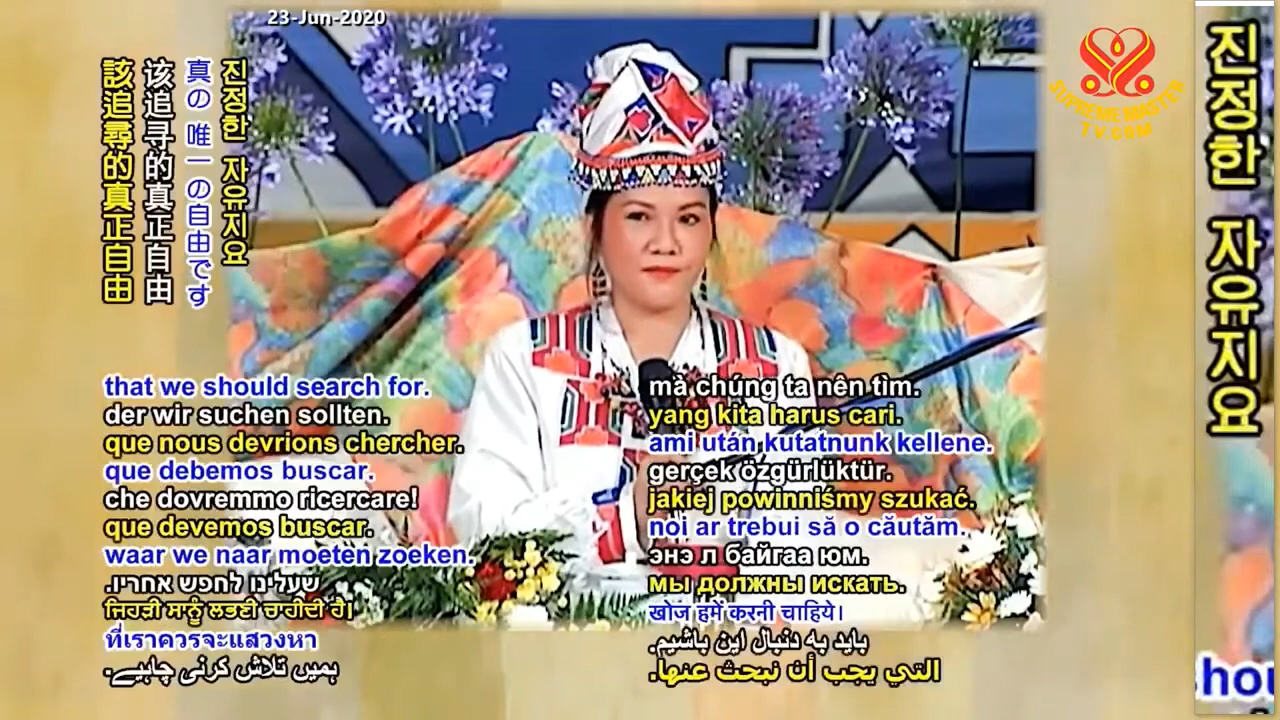 23-Jun-2020
SUPREME MASTER
TV.COM
진정한 자유지요
真の 唯一の自由です
该追寻的真正自由
該追尋的真正自由
that we should search for.
der wir suchen sollten.
que nous devrions chercher.
que debemos buscar.
che dovremmo ricercare!
que devemos buscar.
waar we naar moeten zoeken.
שעלינו לחפש אחריו.
ਜਿਹੜੀ ਸਾਨੂੰ ਲਭਣੀ ਚਾਹੀਦੀ ਹੈ।
ที่เราควรจะแสวงหา
ہمیں تلاش کرنی چاہیے۔
mà chúng ta nên tìm.
yang kita harus cari.
ami után kutatnunk kellene.
gerçek özgürlüktür.
jakiej powinniśmy szukać.
noi ar trebui să o căutăm.
энэ л байгаа юм.
мы должны искать.
खोज हमें करनी चाहिये।
باید به دنبال این باشیم.
التي يجب أن نبحث عنها.
진정한 자유지요
shou